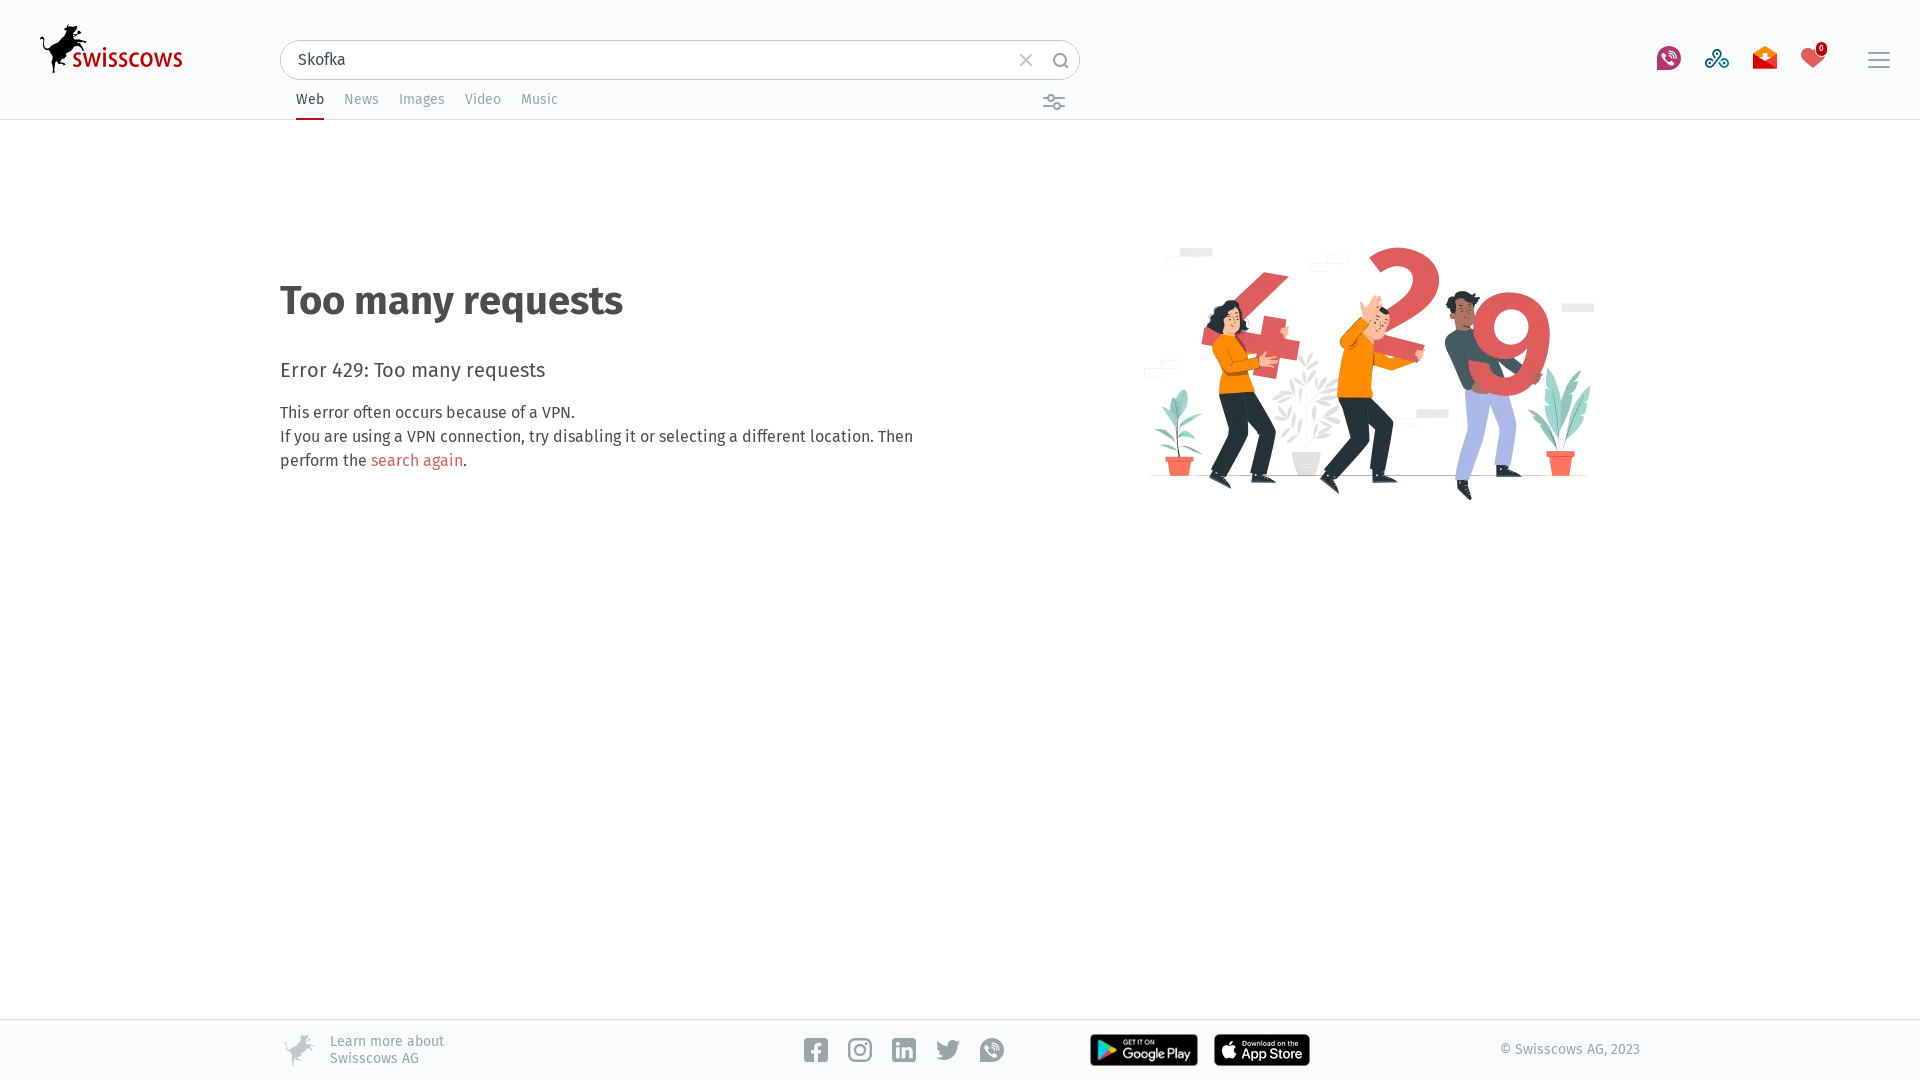 swisscows
Skofka
0
Web
News
Images
Video
Music
Too many requests
429
Error 429: Too many requests
This error often occurs because of a VPN.
If you are using a VPN connection, try disabling it or selecting a different location. Then
perform the search again.
Learn more about
Swisscows AG
GET IT ON
Google Play
Download on the
App Store
© Swisscows AG, 2023